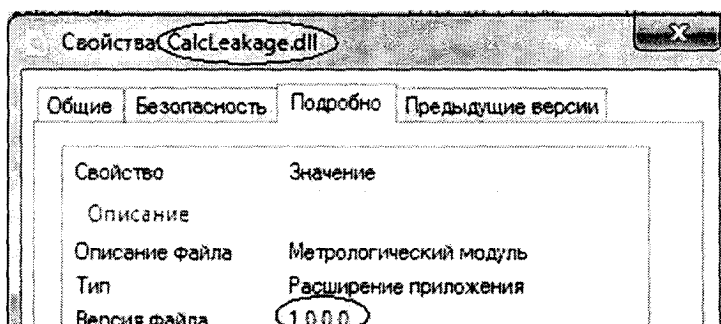 Свойства: CalcLeakage.dll
Общие Безопасность Подробно Предыдущие версии
Свойство Значение
Описание
Описание файла Метрологический модуль
Тип Расширение приложения
Версия файла 1.0.0.0